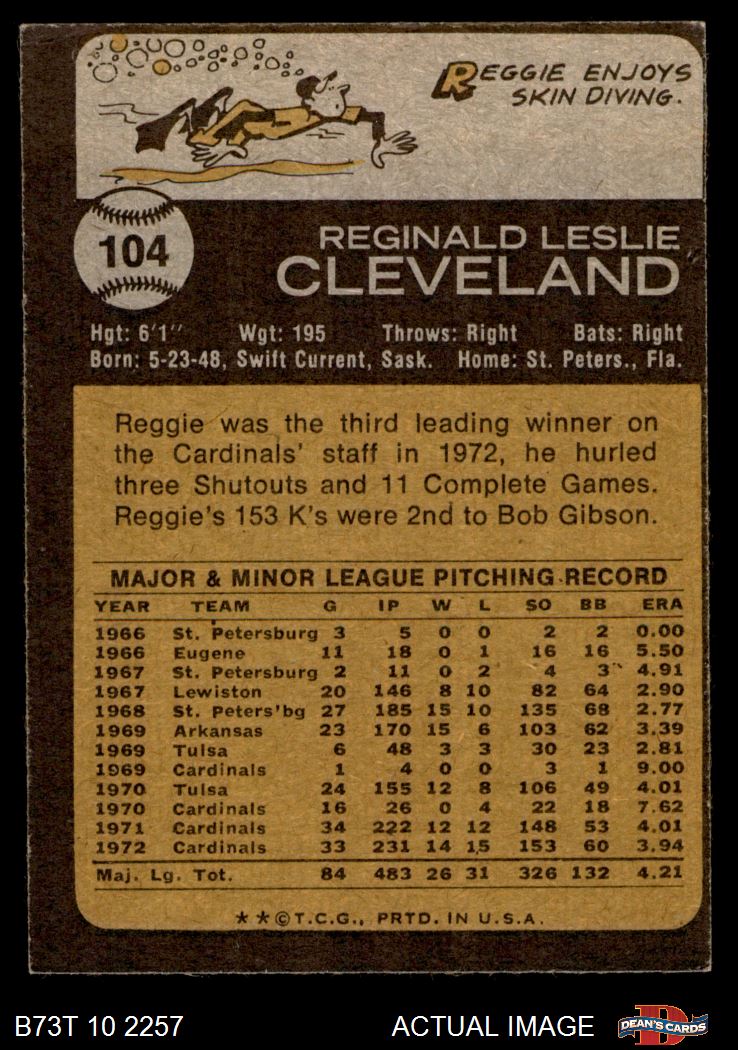 REGGIE ENJOYS
SKIN DIVING.
104
REGINALD LESLIE
CLEVELAND
Hgt: 6'1" Wgt: 195 Throws: Right Bats: Right
Born: 5-23-48, Swift Current, Sask. Home: St. Peters., Fla.
Reggie was the third leading winner on
the Cardinals' staff in 1972, he hurled
three Shutouts and 11 Complete Games.
Reggie's 153 K's were 2nd to Bob Gibson.
MAJOR & MINOR LEAGUE PITCHING RECORD
YEAR TEAM G IP W L SO BB ERA
1966 St. Petersburg 3 5 0 0 2 2 0.00
1966 Eugene 11 18 0 1 16 16 5.50
1967 St. Petersburg 2 11 0 2 4 3 4.91
1967 Lewiston 20 146 8 10 82 64 2.90
1968 St. Peters'bg 27 185 15 10 135 68 2.77
1969 Arkansas 23 170 15 6 103 62 3.39
1969 Tulsa 6 48 3 3 30 23 2.81
1969 Cardinals 1 4 0 0 3 1 9.00
1970 Tulsa 24 155 12 8 106 49 4.01
1970 Cardinals 16 26 0 4 22 18 7.62
1971 Cardinals 34 222 12 12 148 53 4.01
1972 Cardinals 33 231 14 15 153 60 3.94
Maj. Lg. Tot. 84 483 26 31 326 132 4.21
★★©T.C.G., PRTD. IN U.S.A.
B73T 10 2257 ACTUAL IMAGE DEAN'S CARDS